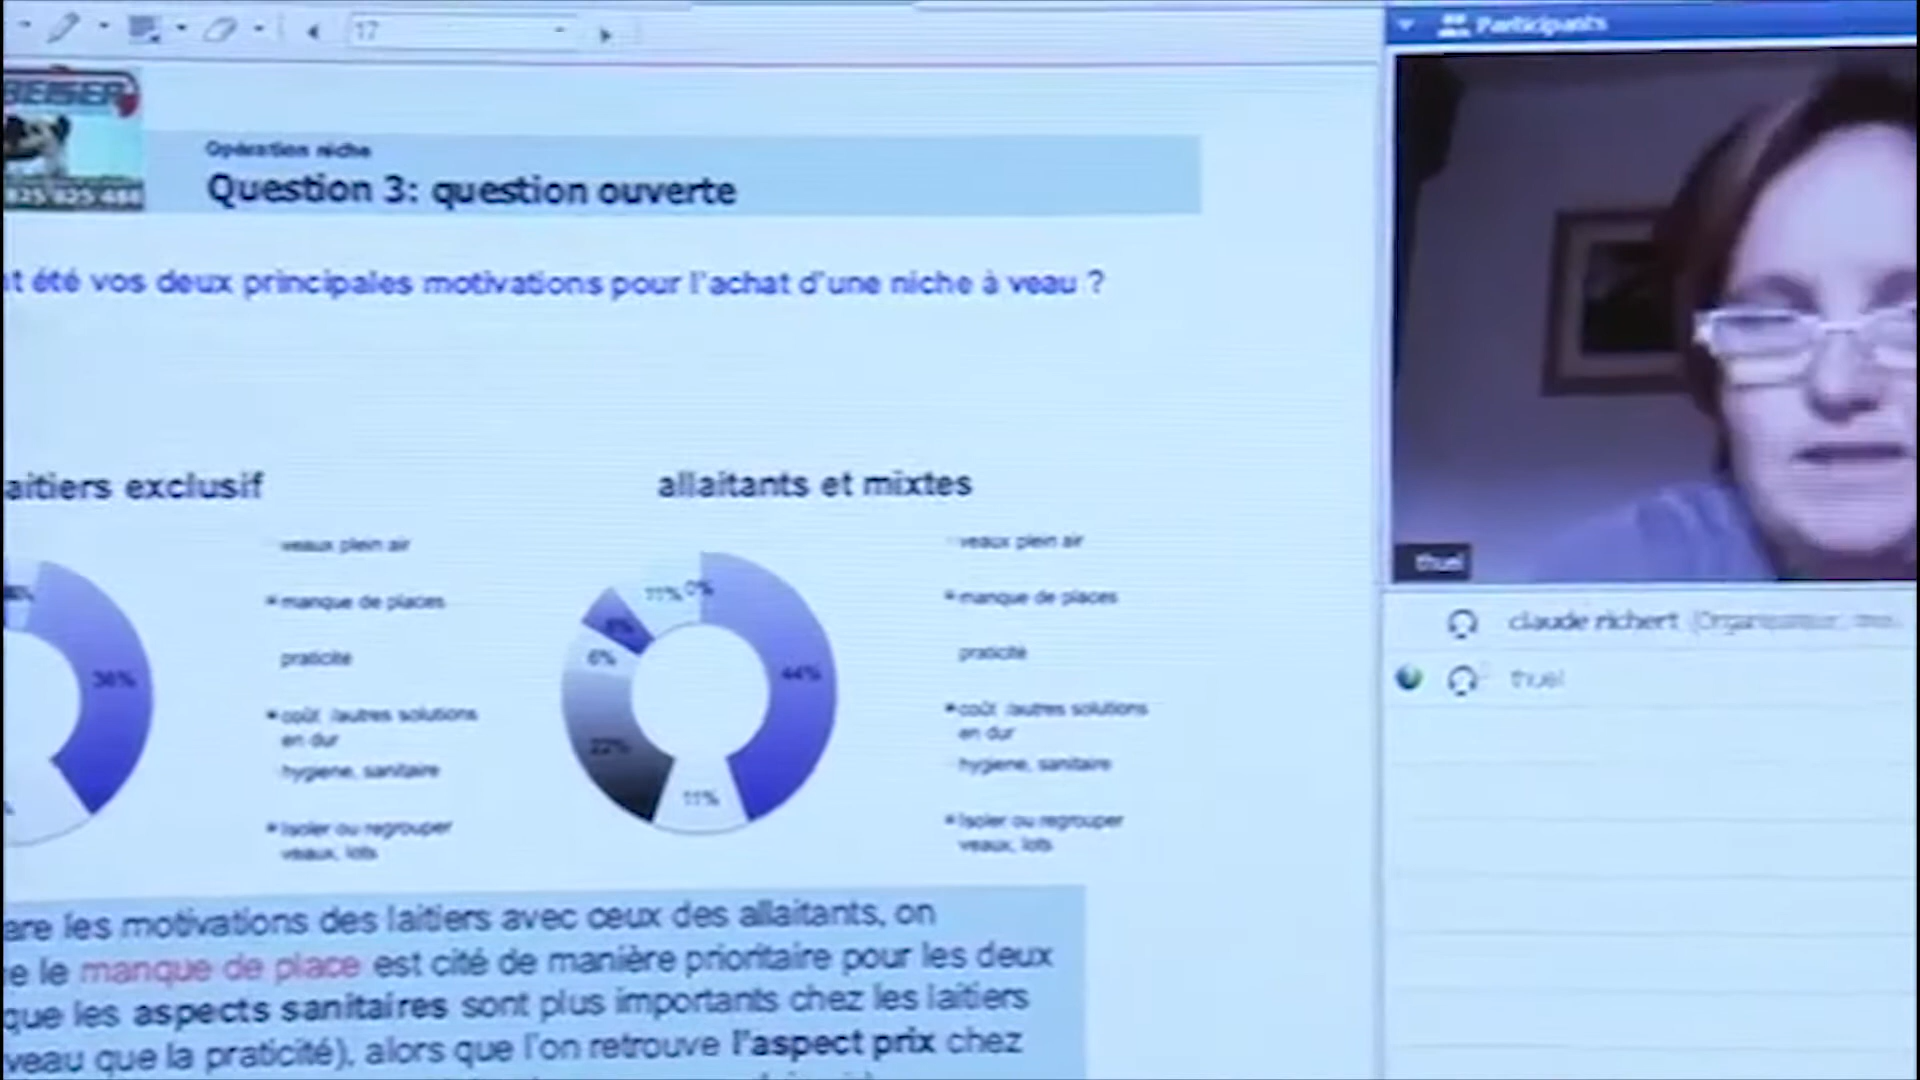 17
Participants
BEISER
825 825 488
Opération niche
Question 3: question ouverte
t été vos deux principales motivations pour l'achat d'une niche à veau ?
aitiers exclusif
allaitants et mixtes
veaux plein air
manque de places
praticité
coût /autres solutions
en dur
hygiene, sanitaire
Isoler ou regrouper
veaux, lots
36%
veaux plein air
manque de places
praticité
coût /autres solutions
en dur
hygiene, sanitaire
Isoler ou regrouper
veaux, lots
11%
0%
44%
6%
6%
22%
11%
are les motivations des laitiers avec ceux des allaitants, on
e le manque de place est cité de manière prioritaire pour les deux
que les aspects sanitaires sont plus importants chez les laitiers
veau que la praticité), alors que l'on retrouve l'aspect prix chez
thuel
claude richert (Organisateur,
thuel